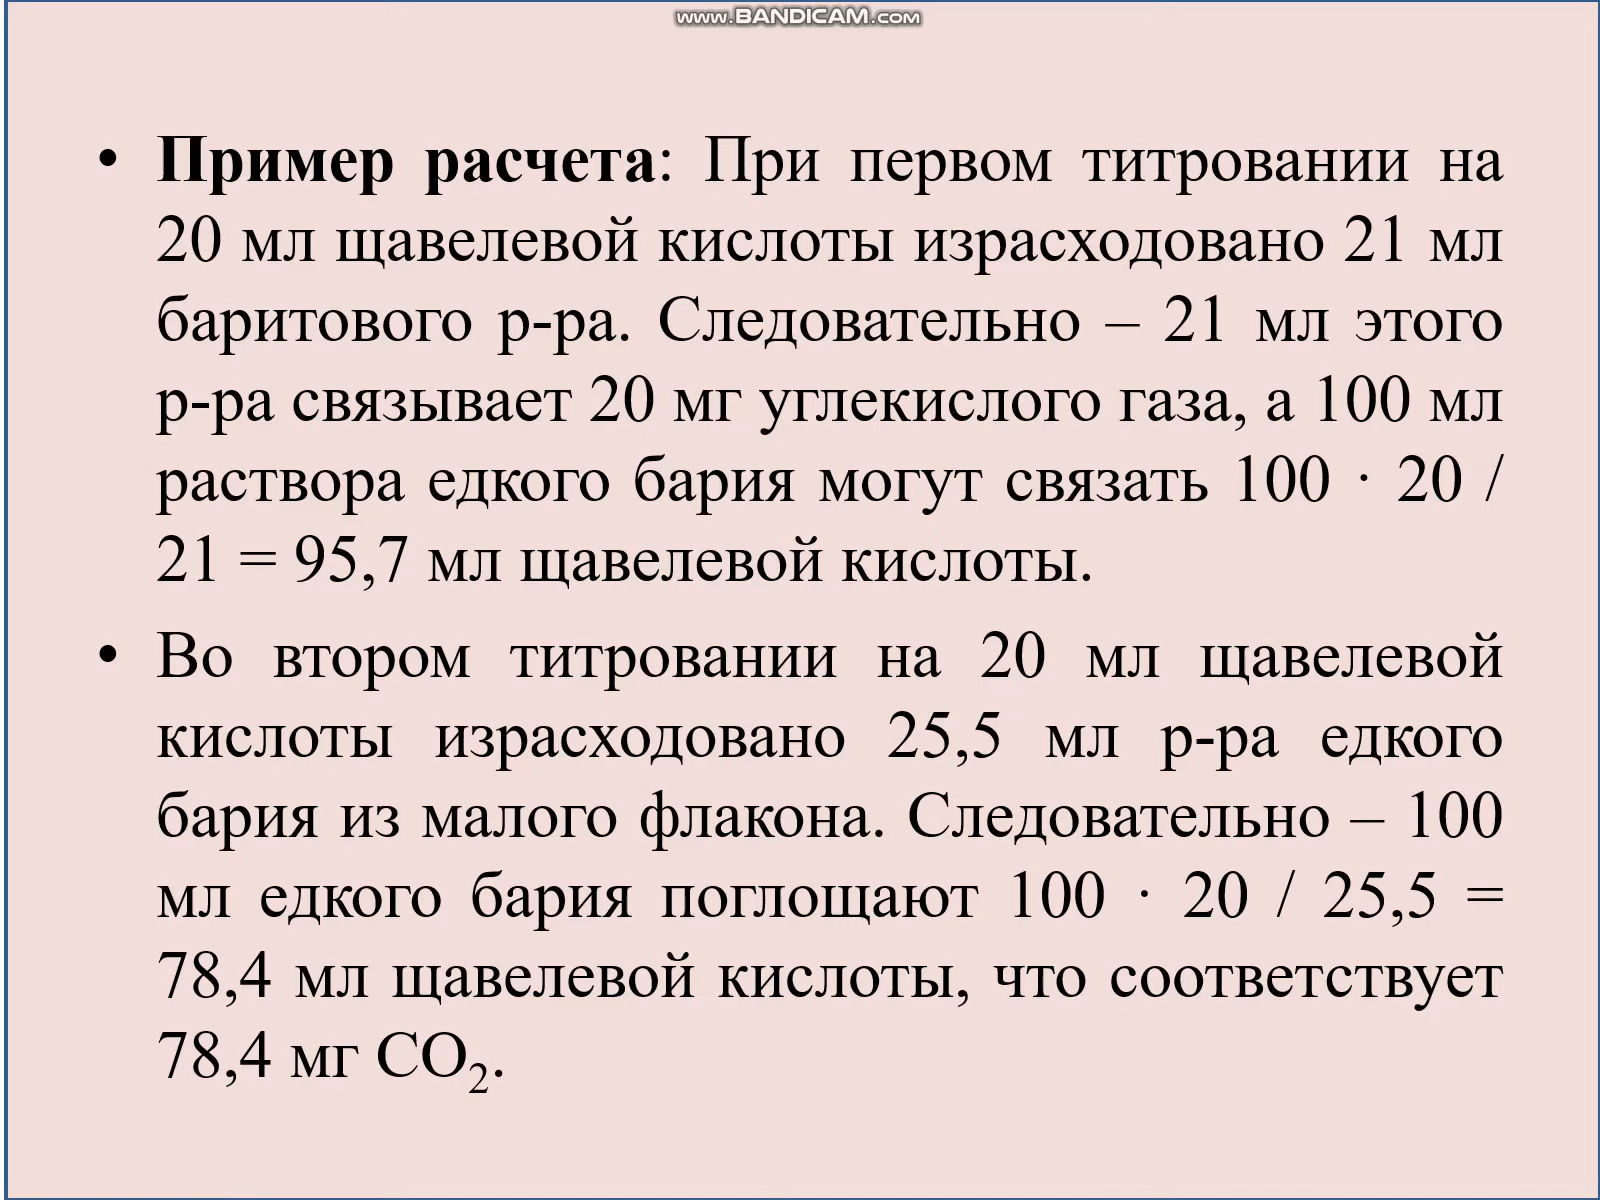 www.BANDICAM.com
• Пример расчета: При первом титровании на
20 мл щавелевой кислоты израсходовано 21 мл
баритового р-ра. Следовательно – 21 мл этого
р-ра связывает 20 мг углекислого газа, а 100 мл
раствора едкого бария могут связать 100 · 20 /
21 = 95,7 мл щавелевой кислоты.
• Во втором титровании на 20 мл щавелевой
кислоты израсходовано 25,5 мл р-ра едкого
бария из малого флакона. Следовательно – 100
мл едкого бария поглощают 100 · 20 / 25,5 =
78,4 мл щавелевой кислоты, что соответствует
78,4 мг СО₂.